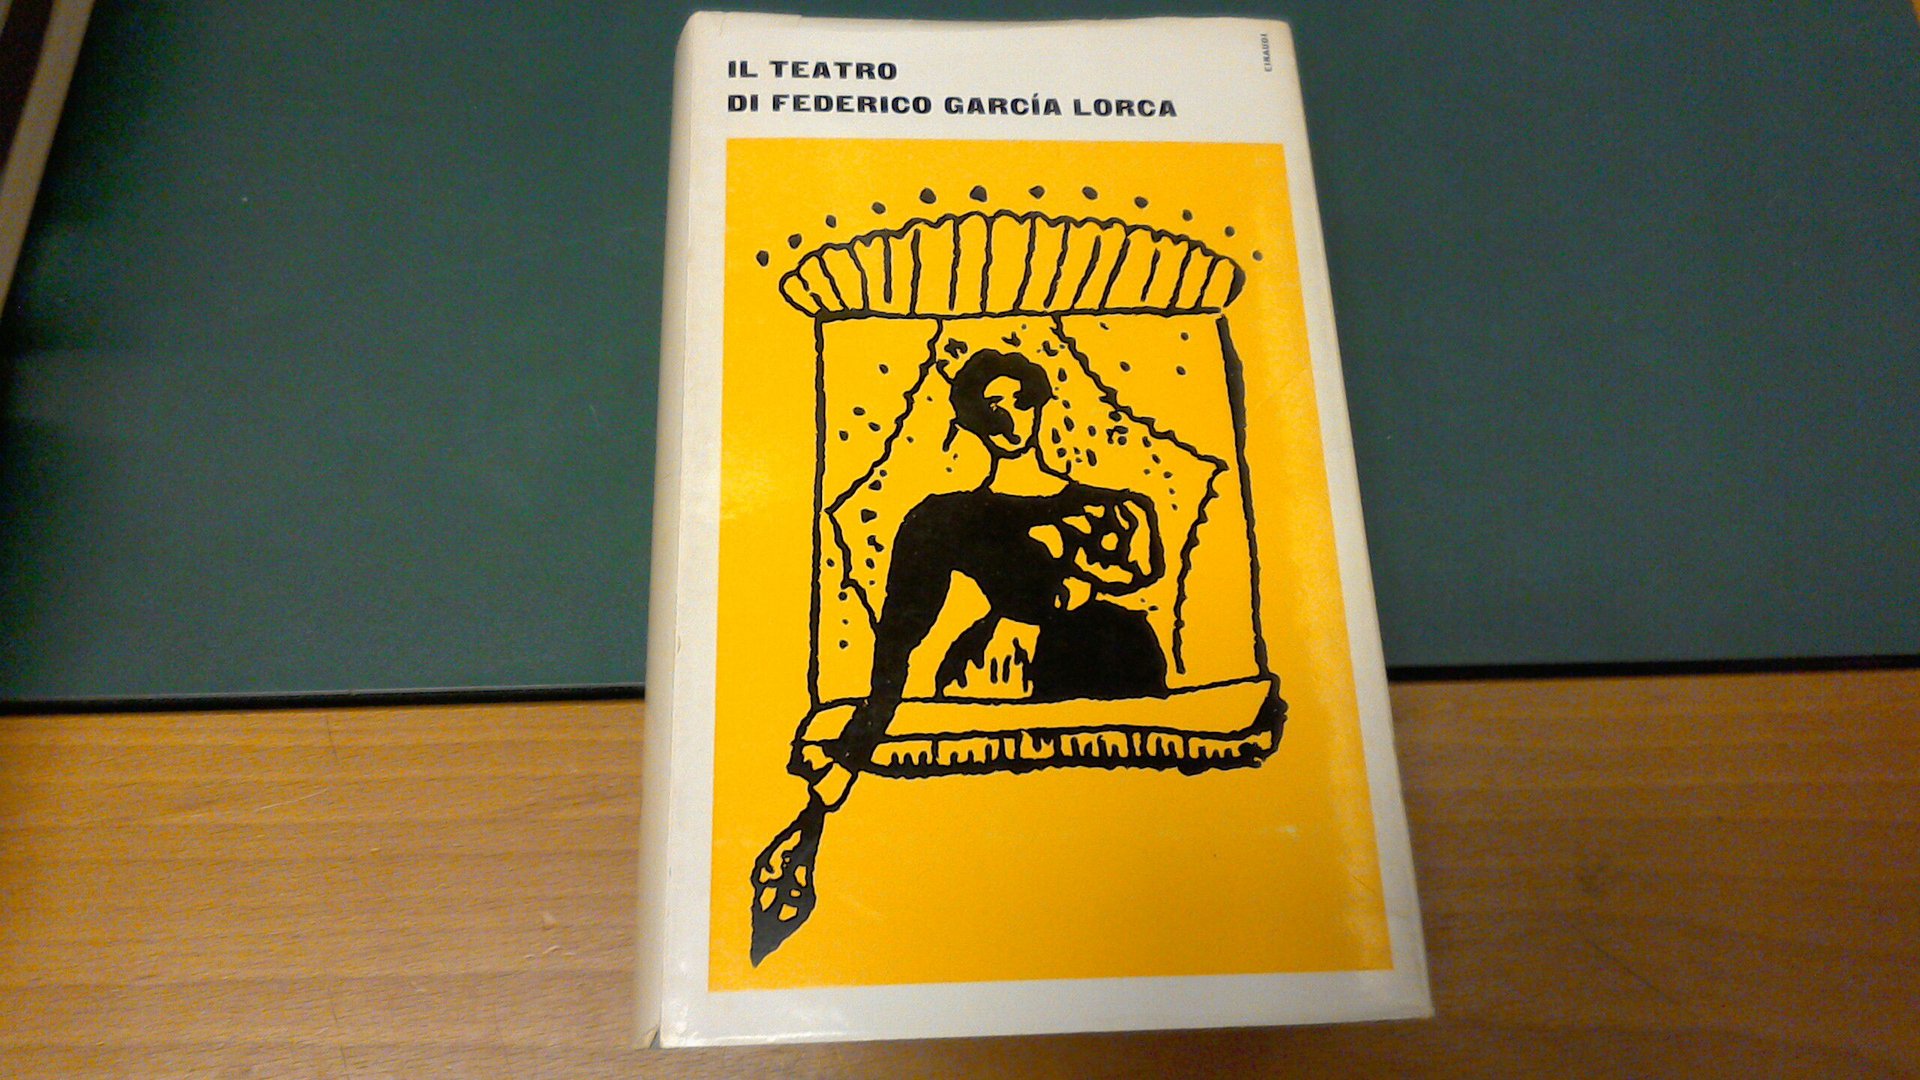 IL TEATRO
DI FEDERICO GARCÍA LORCA
EINAUDI